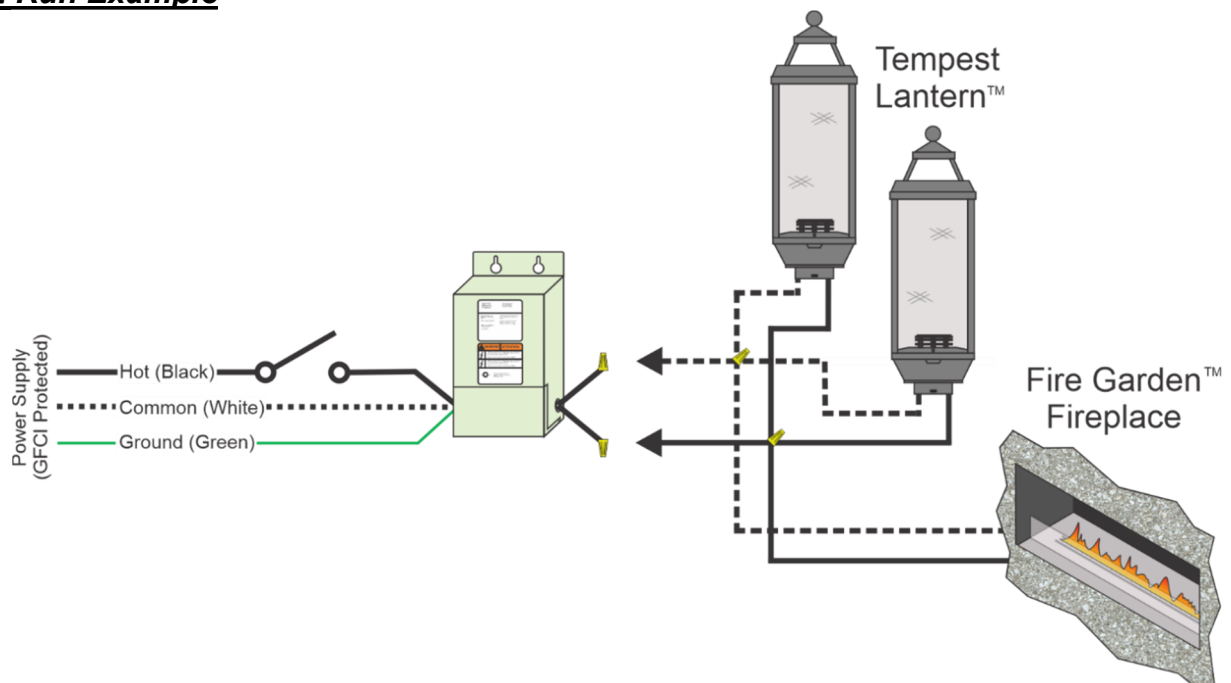 Run Example
Tempest
Lantern™
Fire Garden™
Fireplace
Power Supply
(GFCI Protected)
Hot (Black)
Common (White)
Ground (Green)